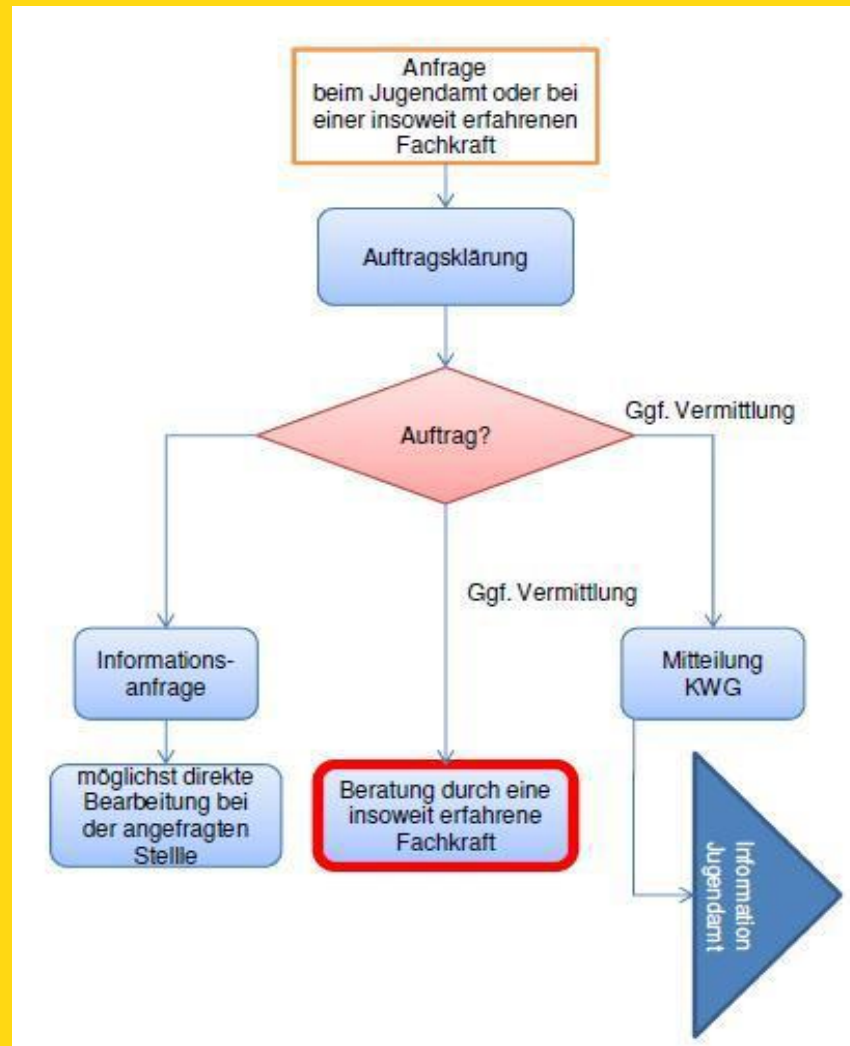 Anfrage
beim Jugendamt oder bei
einer insoweit erfahrenen
Fachkraft
Auftragsklärung
Auftrag?
Ggf. Vermittlung
Ggf. Vermittlung
Informations-
anfrage
Mitteilung
KWG
möglichst direkte
Bearbeitung bei
der angefragten
Stellle
Beratung durch eine
insoweit erfahrene
Fachkraft
Information
Jugendamt